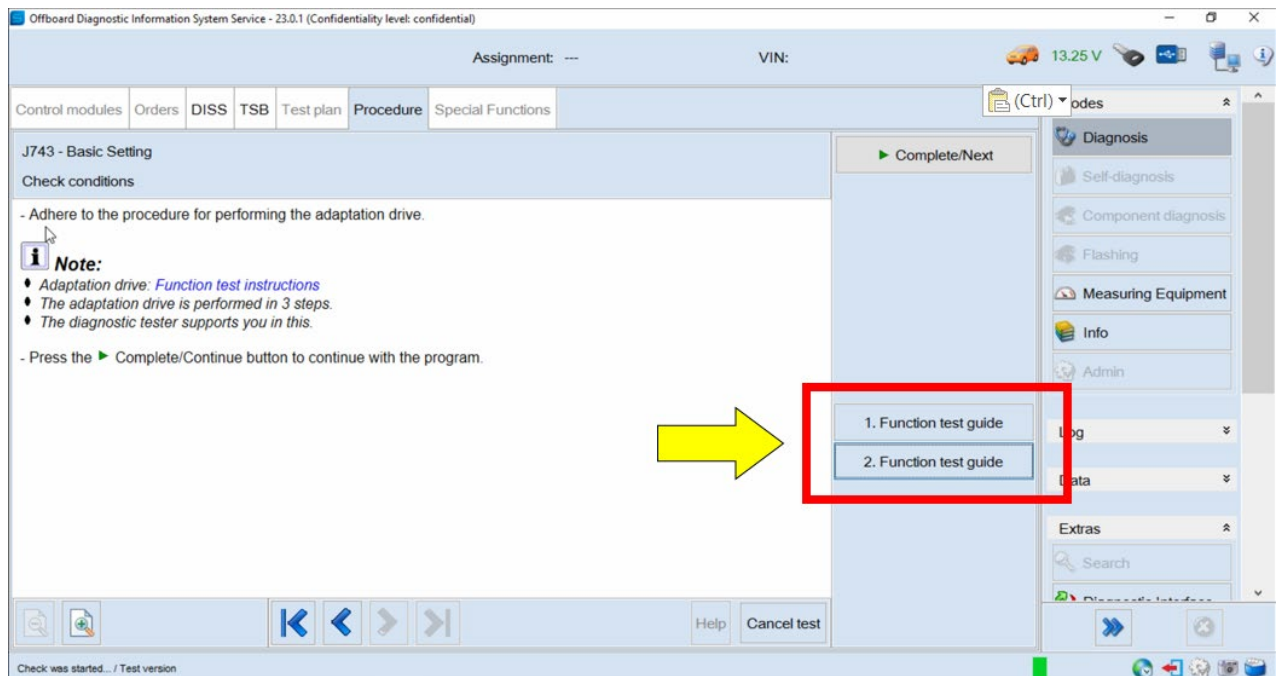 Offboard Diagnostic Information System Service - 23.0.1 (Confidentiality level: confidential)
Assignment: ---
VIN:
13.25 V
Control modules
Orders
DISS
TSB
Test plan
Procedure
Special Functions
(Ctrl)
odes
J743 - Basic Setting
Check conditions
Complete/Next
Diagnosis
Self-diagnosis
Component diagnosis
Flashing
Measuring Equipment
Info
Admin
- Adhere to the procedure for performing the adaptation drive.
i Note:
Adaptation drive: Function test instructions
The adaptation drive is performed in 3 steps.
The diagnostic tester supports you in this.
- Press the ► Complete/Continue button to continue with the program.
1. Function test guide
2. Function test guide
Log
Data
Extras
Search
Help
Cancel test
Check was started... / Test version